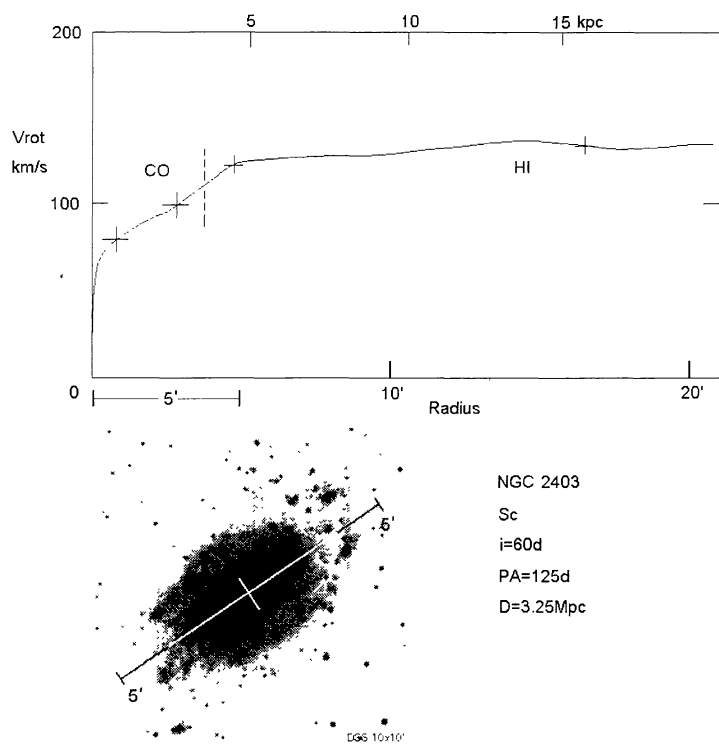 200
5
10
15 kpc
Vrot
km/s
CO
HI
100
0
5'
10'
Radius
20'
NGC 2403
Sc
i=60d
PA=125d
D=3.25Mpc
5'
5'
10x10'